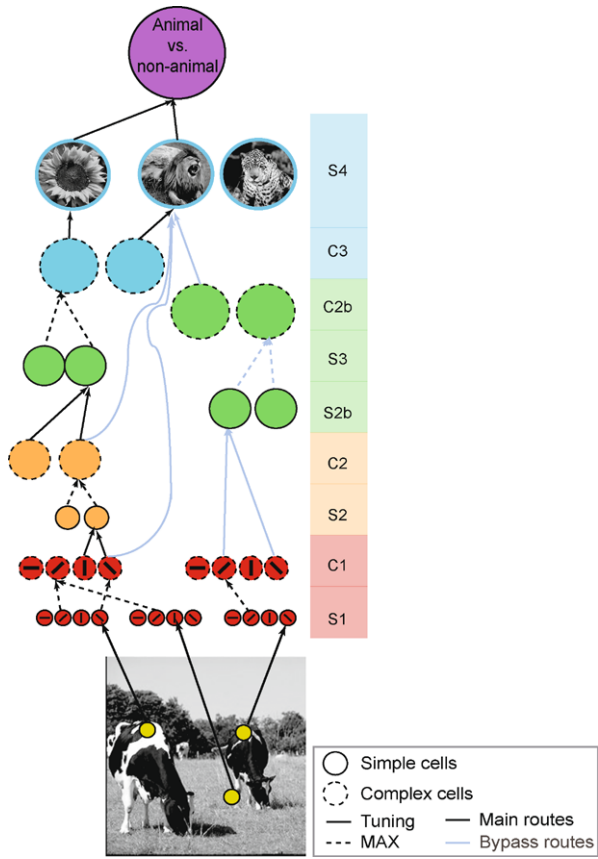 Animal
vs.
non-animal
S4
C3
C2b
S3
S2b
C2
S2
C1
S1
Simple cells
Complex cells
Tuning
Main routes
MAX
Bypass routes